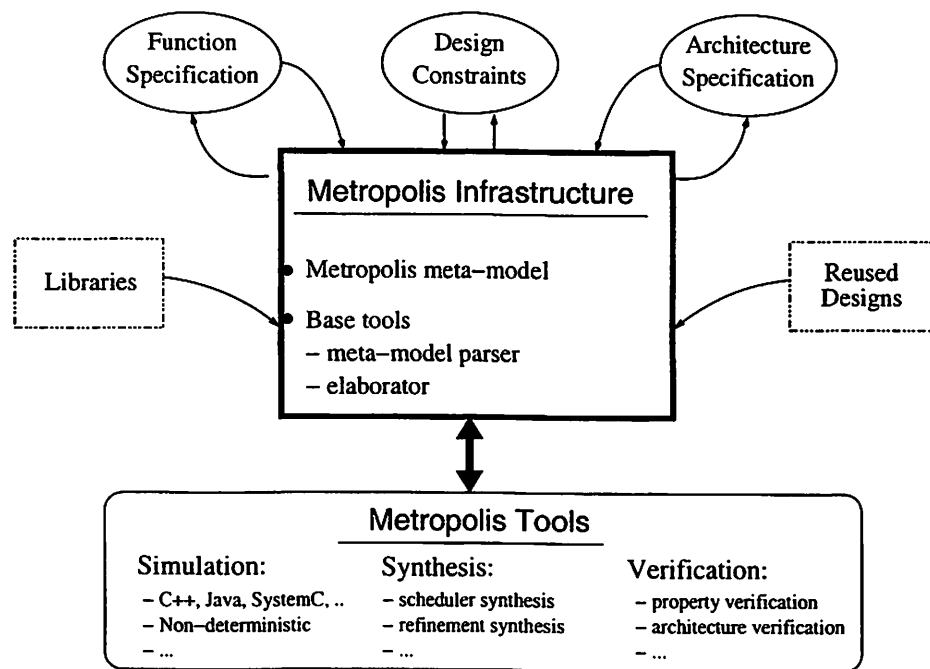 Function
Specification
Design
Constraints
Architecture
Specification
Metropolis Infrastructure
• Metropolis meta–model
• Base tools
– meta–model parser
– elaborator
Libraries
Reused
Designs
Metropolis Tools
Simulation:
– C++, Java, SystemC, ..
– Non–deterministic
– ...
Synthesis:
– scheduler synthesis
– refinement synthesis
– ...
Verification:
– property verification
– architecture verification
– ...